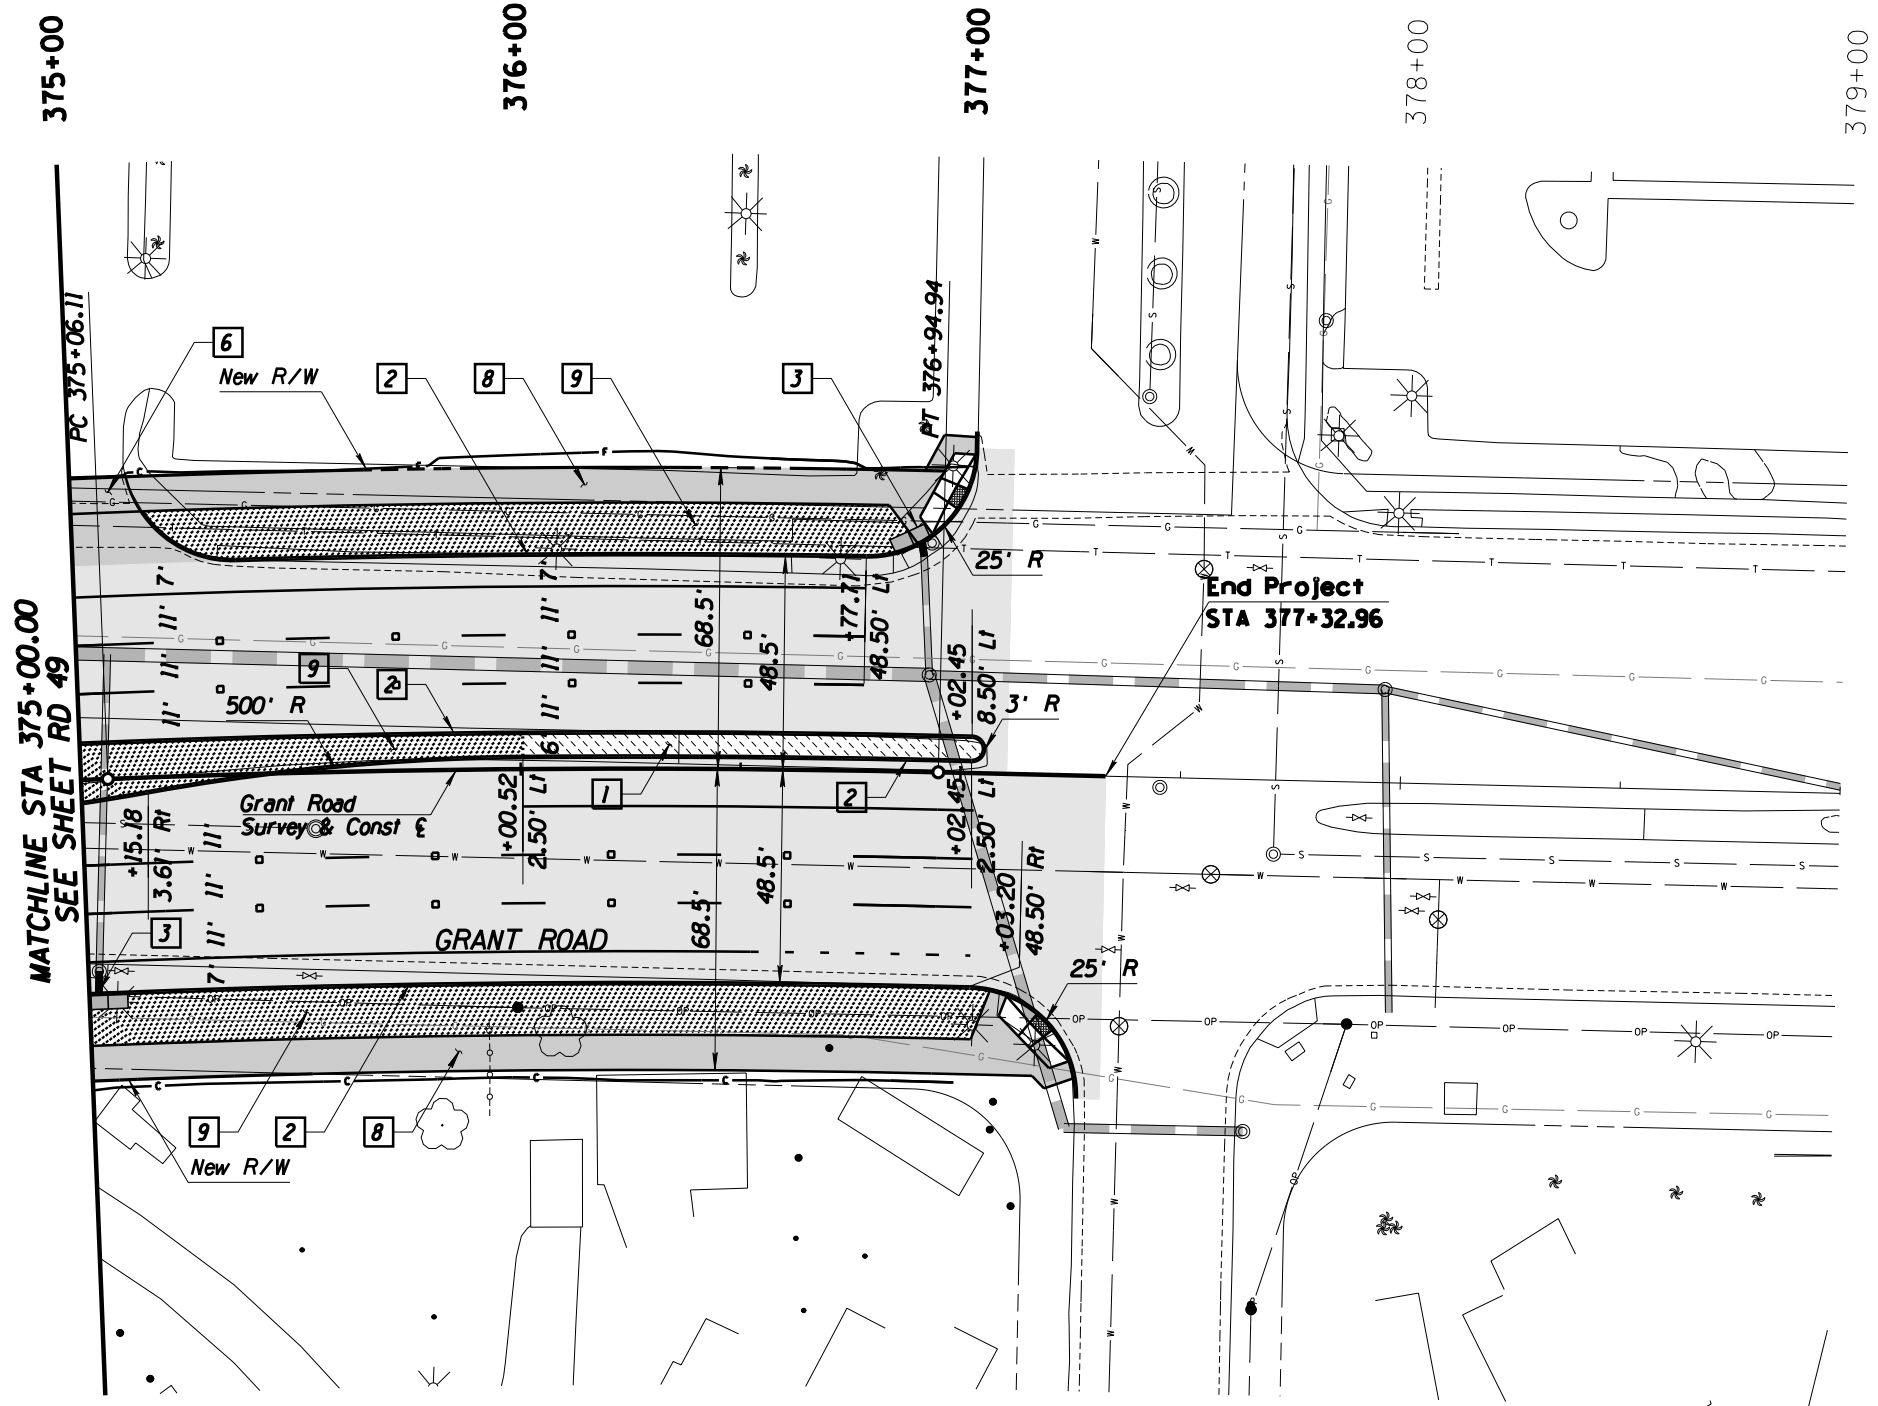 375+00
376+00
377+00
378+00
379+00
PC 375+06.11
PT 376+94.94
6
New R/W
2
8
9
3
25' R
End Project
STA 377+32.96
7'
11'
11'
11'
7'
11'
11'
11'
6'
68.5'
48.5'
+77.71
48.50' Lt
+02.45
8.50' Lt
3' R
9
2
500' R
MATCHLINE STA 375+00.00
SEE SHEET RD 49
Grant Road
Survey & Const ℄
1
2
+00.52
2.50' Lt
+02.45
2.50' Lt
+15.18
3.61' Rt
11'
11'
11'
7'
48.5'
68.5'
+03.20
48.50' Rt
3
GRANT ROAD
25' R
9
2
8
New R/W